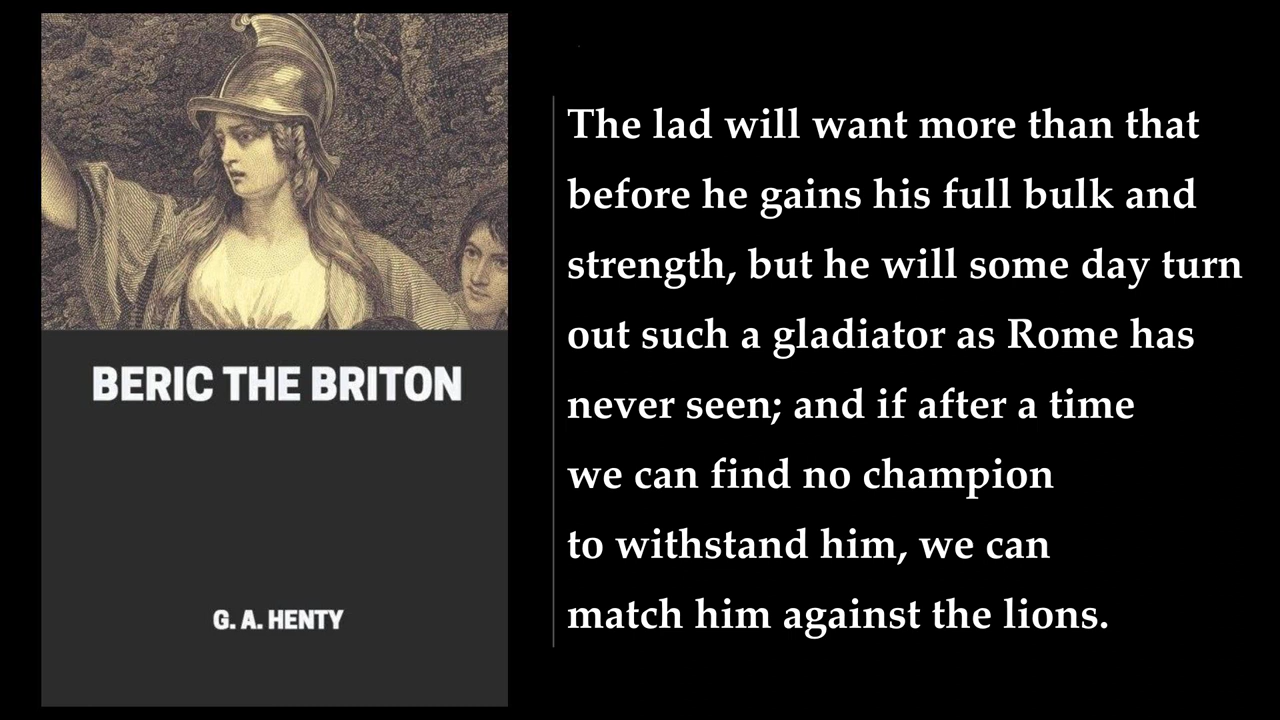 BERIC THE BRITON
G. A. HENTY
The lad will want more than that
before he gains his full bulk and
strength, but he will some day turn
out such a gladiator as Rome has
never seen; and if after a time
we can find no champion
to withstand him, we can
match him against the lions.